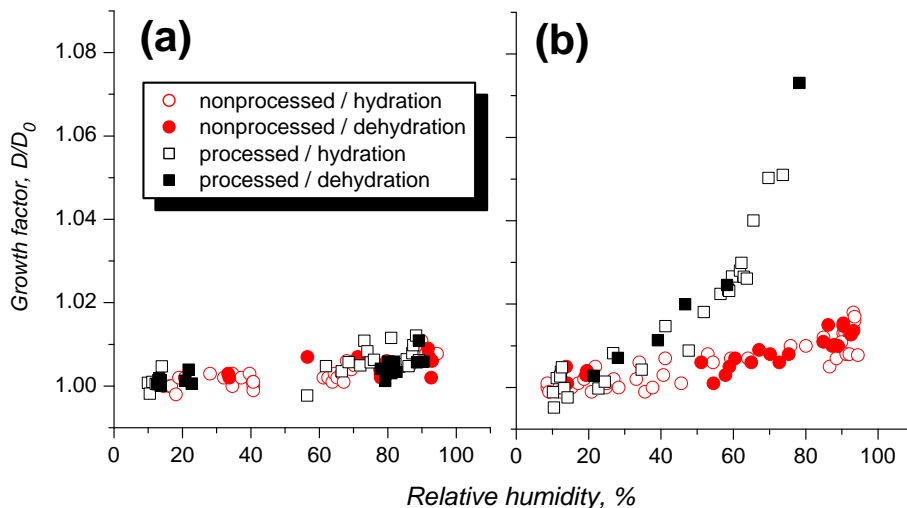 (a)
(b)
1.08
1.06
1.04
1.02
1.00
Growth factor, D/D0
nonprocessed / hydration
nonprocessed / dehydration
processed / hydration
processed / dehydration
0 20 40 60 80 100
0 20 40 60 80 100
Relative humidity, %